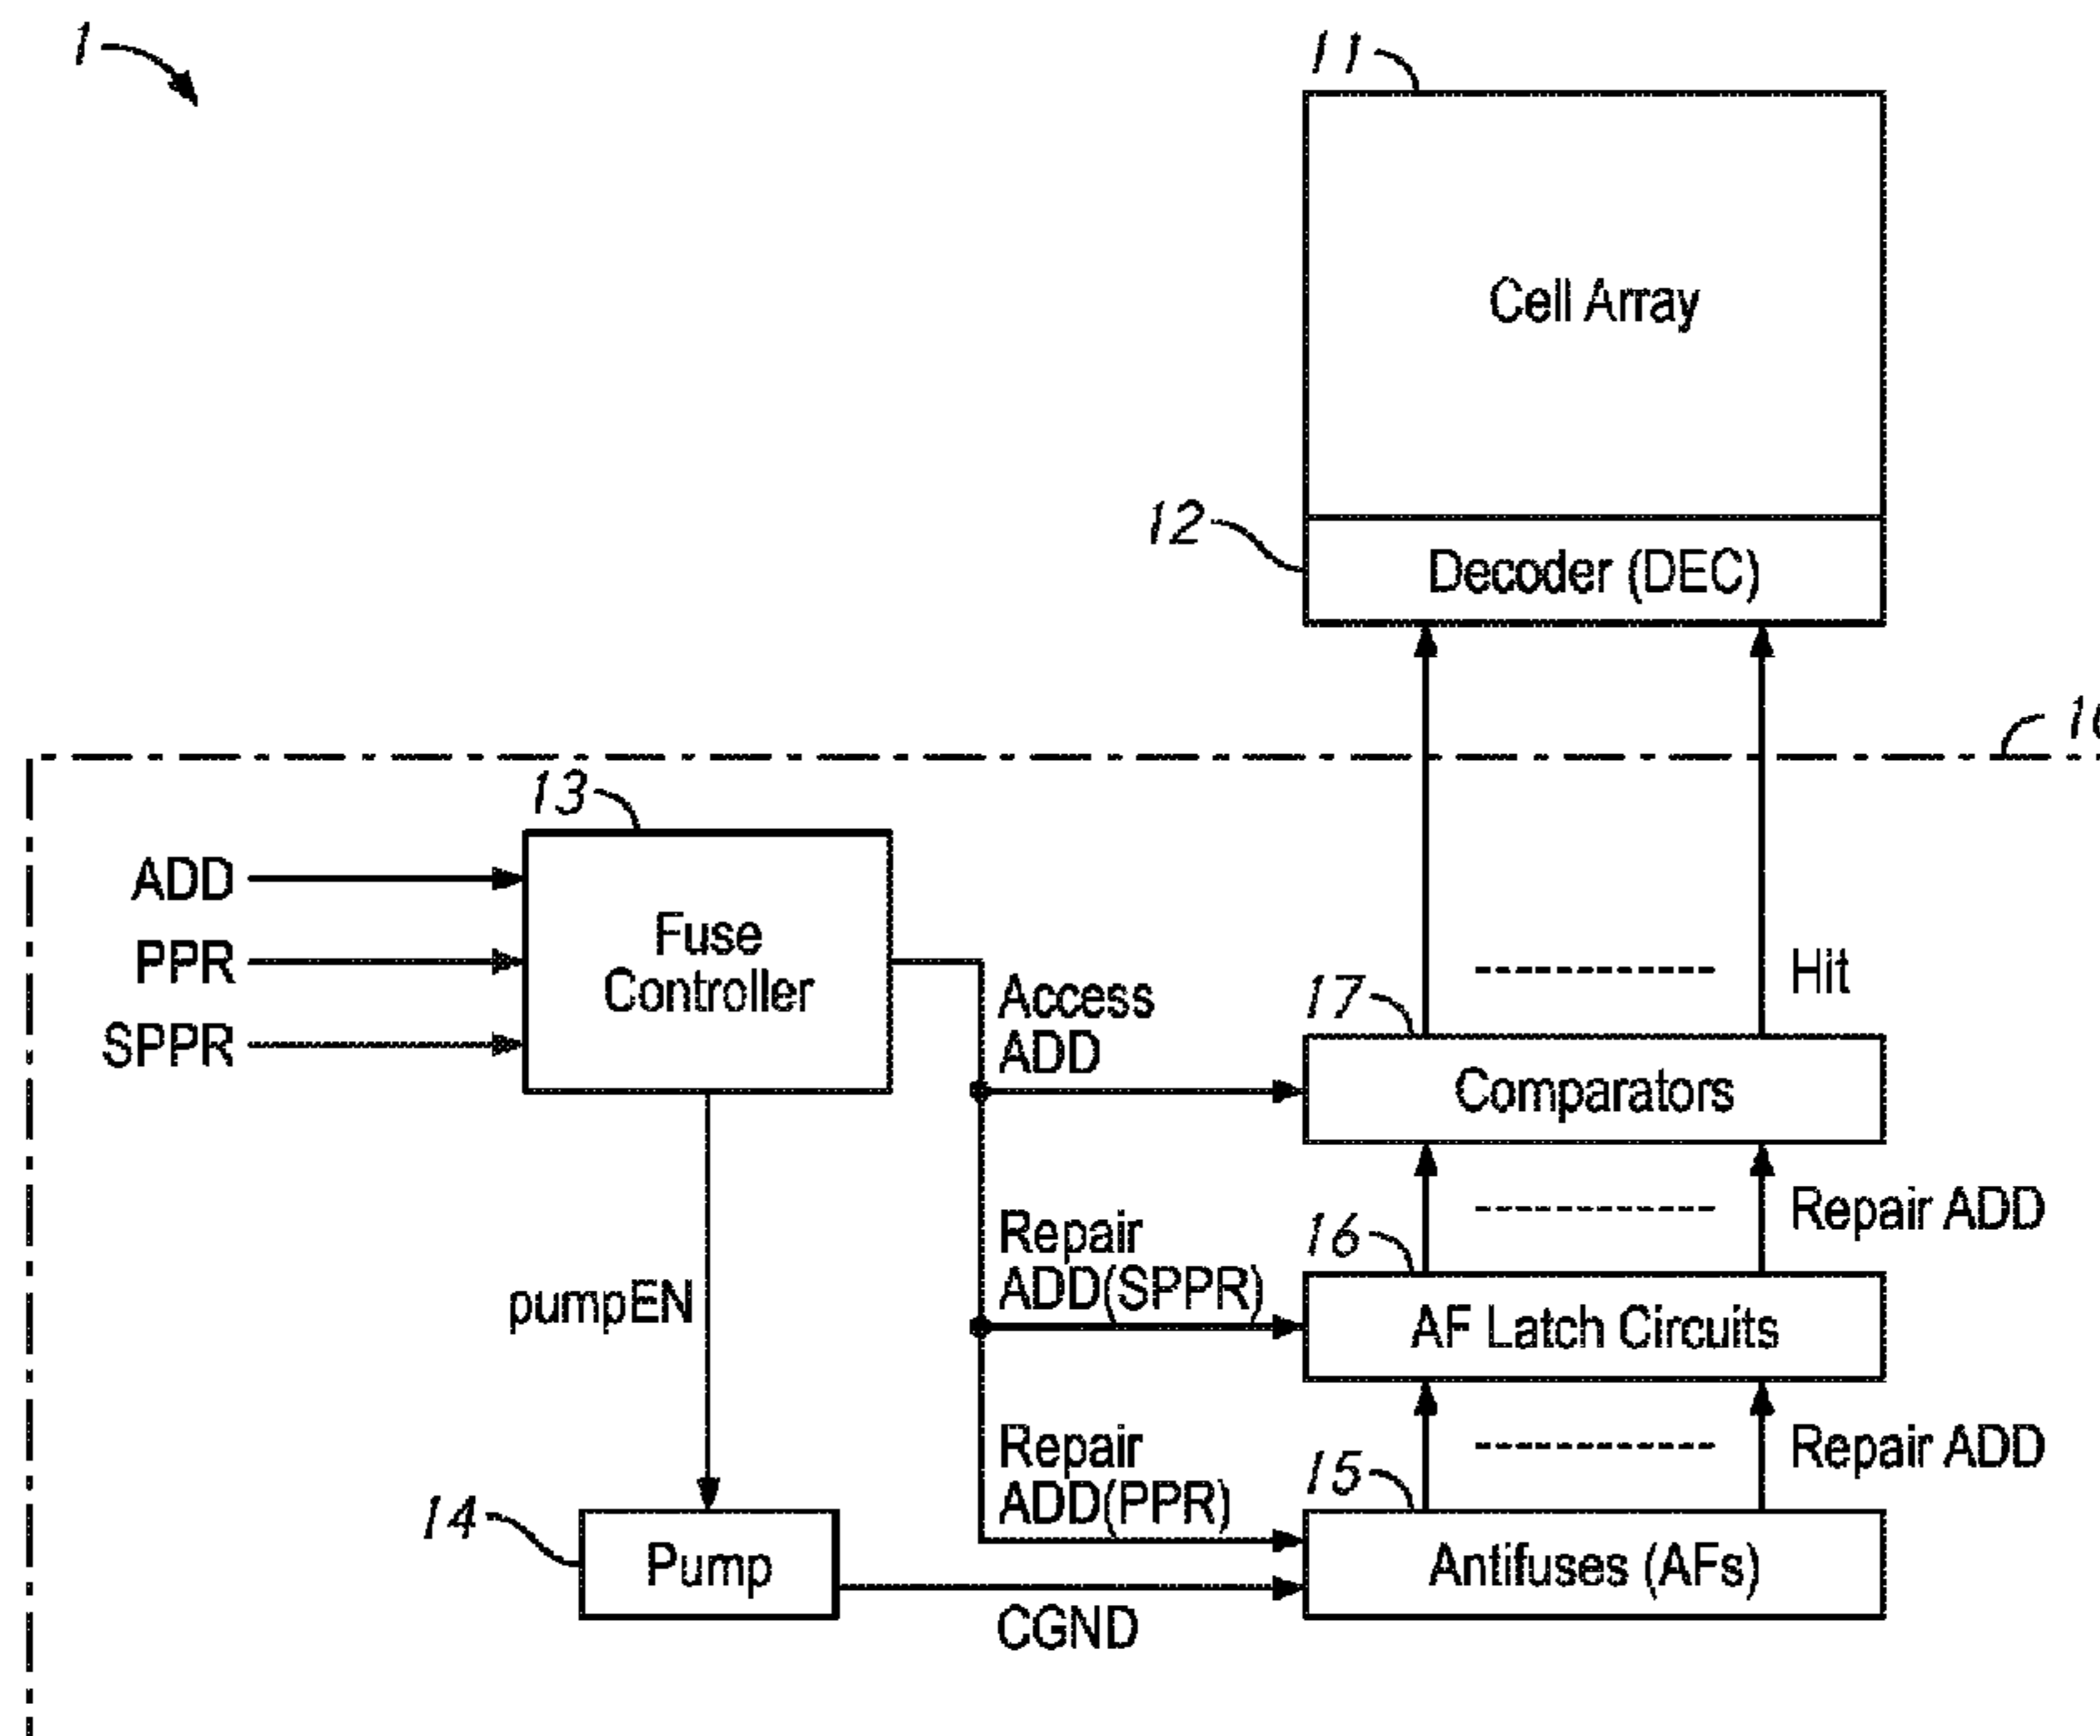 1
11
Cell Array
12
Decoder (DEC)
13
ADD
PPR
SPPR
Fuse
Controller
Access
ADD
17
Hit
Comparators
pumpEN
Repair
ADD(SPPR)
16
Repair ADD
AF Latch Circuits
Repair
ADD(PPR)
15
Repair ADD
14
Pump
CGND
Antifuses (AFs)